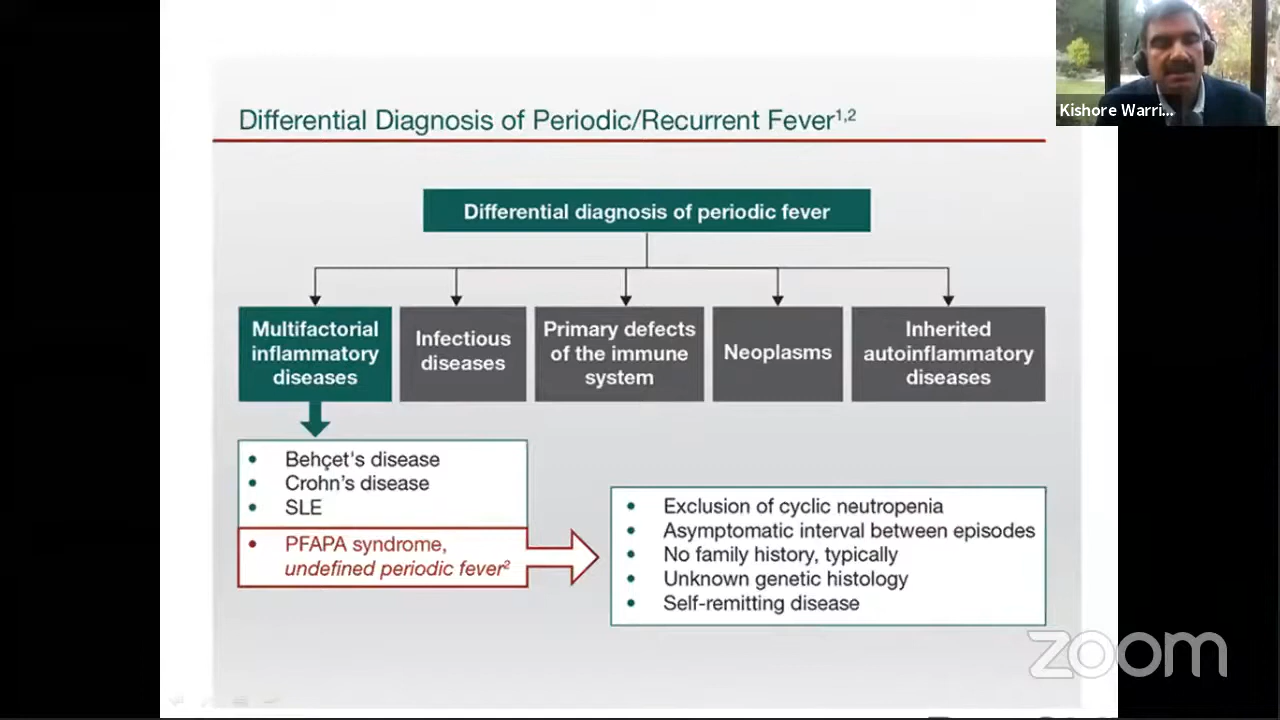 Kishore Warri...
Differential Diagnosis of Periodic/Recurrent Fever1,2
Differential diagnosis of periodic fever
Multifactorial
inflammatory
diseases
Infectious
diseases
Primary defects
of the immune
system
Neoplasms
Inherited
autoinflammatory
diseases
• Behçet's disease
• Crohn's disease
• SLE
• PFAPA syndrome,
undefined periodic fever2
• Exclusion of cyclic neutropenia
• Asymptomatic interval between episodes
• No family history, typically
• Unknown genetic histology
• Self-remitting disease
zoom